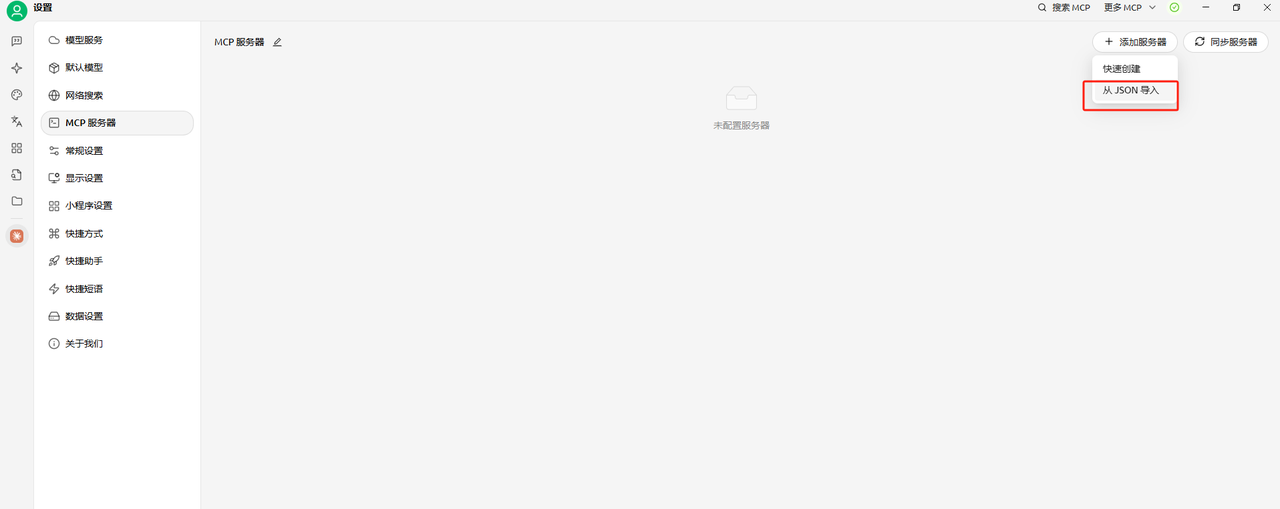 设置
搜索 MCP
更多 MCP
模型服务
默认模型
网络搜索
MCP 服务器
常规设置
显示设置
小程序设置
快捷方式
快捷助手
快捷短语
数据设置
关于我们
MCP 服务器
添加服务器
同步服务器
快速创建
从 JSON 导入
未配置服务器